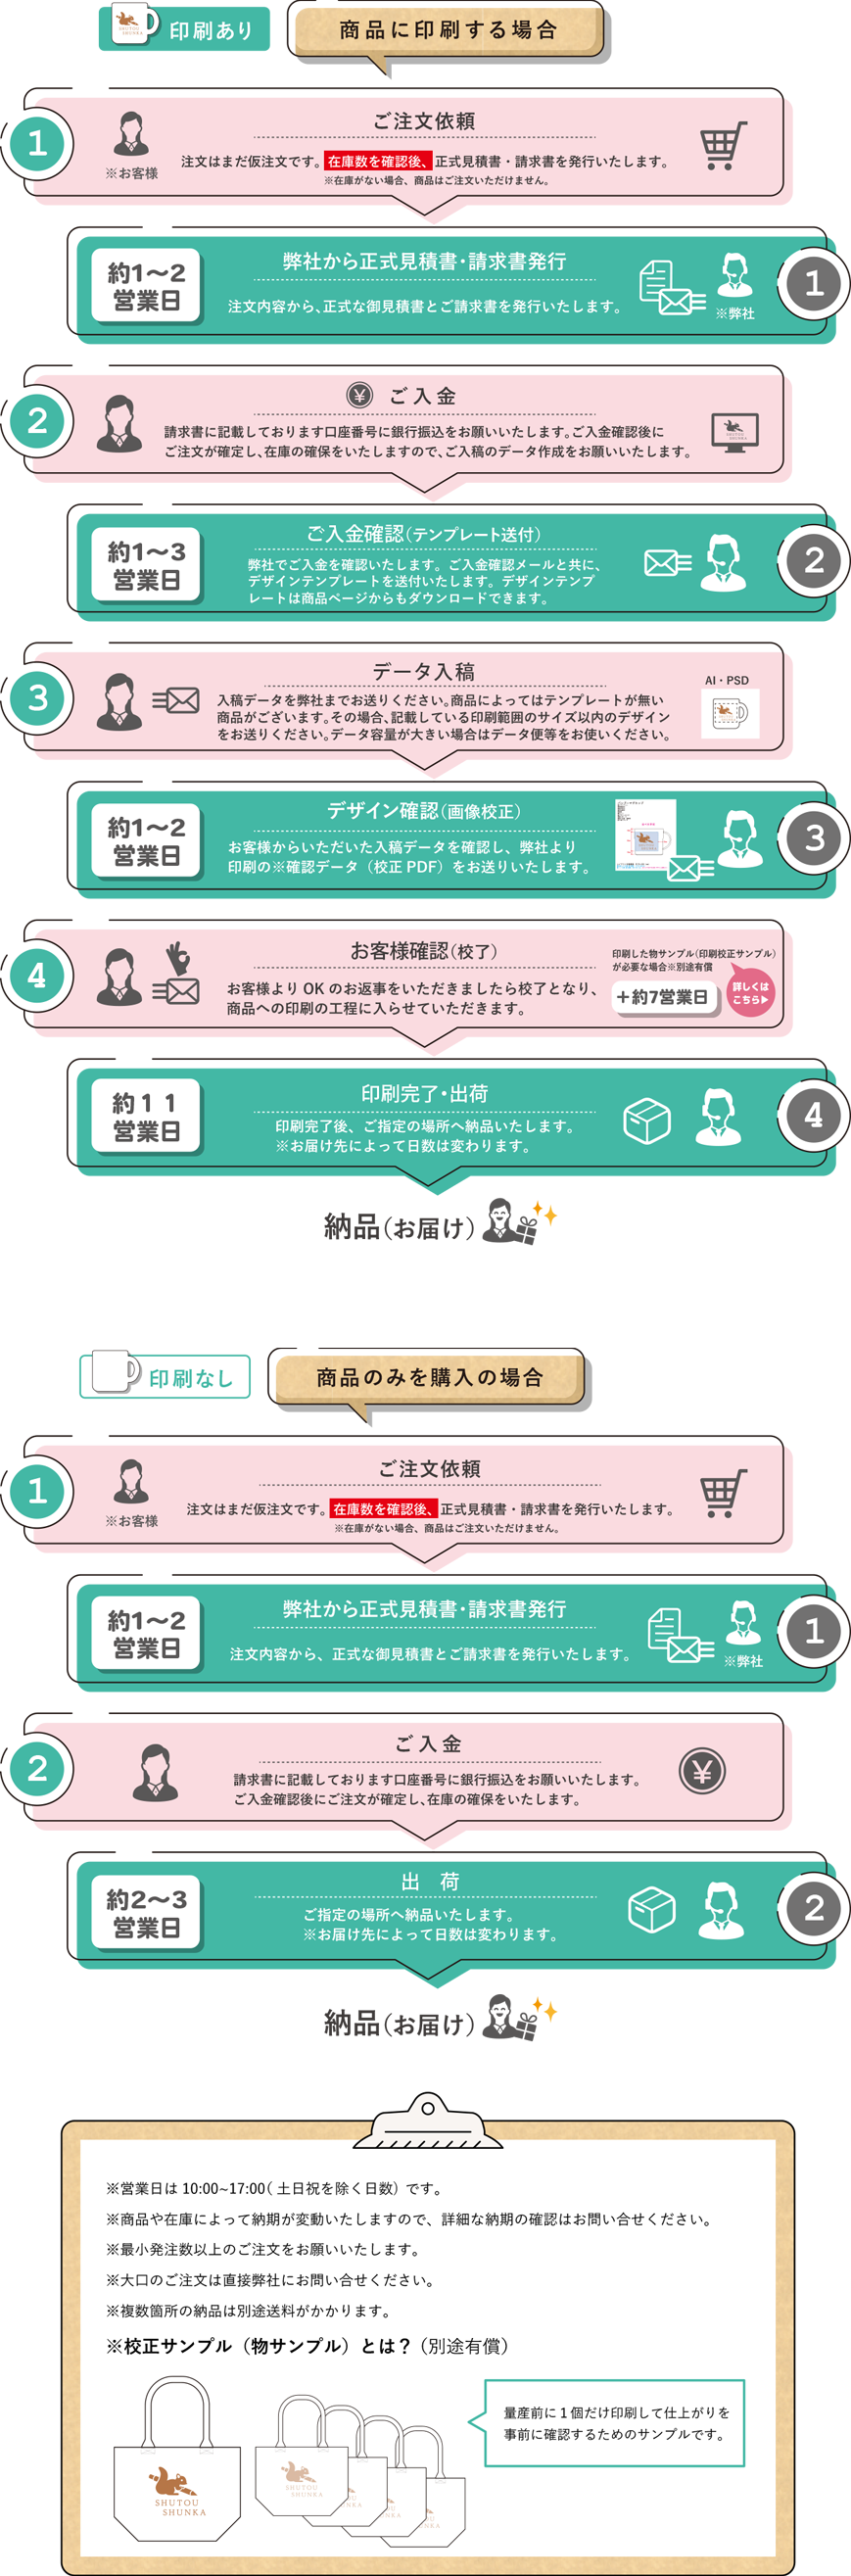 印刷あり
商品に印刷する場合
1
※お客様
ご注文依頼
注文はまだ仮注文です。在庫数を確認後、正式見積書・請求書を発行いたします。
※在庫がない場合、商品はご注文いただけません。
約1〜2
営業日
弊社から正式見積書・請求書発行
注文内容から、正式な御見積書とご請求書を発行いたします。
※弊社
1
2
¥ ご入金
請求書に記載しております口座番号に銀行振込をお願いいたします。ご入金確認後に
ご注文が確定し、在庫の確保をいたしますので、ご入稿のデータ作成をお願いいたします。
約1〜3
営業日
ご入金確認(テンプレート送付)
弊社でご入金を確認いたします。ご入金確認メールと共に、
デザインテンプレートを送付いたします。デザインテンプ
レートは商品ページからもダウンロードできます。
2
3
データ入稿
入稿データを弊社までお送りください。商品によってはテンプレートが無い
商品がございます。その場合、記載している印刷範囲のサイズ以内のデザイン
をお送りください。データ容量が大きい場合はデータ便等をお使いください。
AI・PSD
約1〜2
営業日
デザイン確認(画像校正)
お客様からいただいた入稿データを確認し、弊社より
印刷の※確認データ（校正 PDF）をお送りいたします。
3
4
お客様確認(校了)
お客様より OK のお返事をいただきましたら校了となり、
商品への印刷の工程に入らせていただきます。
印刷した物サンプル(印刷校正サンプル)
が必要な場合※別途有償
＋約7営業日
詳しくは
こちら▶
約11
営業日
印刷完了・出荷
印刷完了後、ご指定の場所へ納品いたします。
※お届け先によって日数は変わります。
4
納品(お届け)
印刷なし
商品のみを購入の場合
1
※お客様
ご注文依頼
注文はまだ仮注文です。在庫数を確認後、正式見積書・請求書を発行いたします。
※在庫がない場合、商品はご注文いただけません。
約1〜2
営業日
弊社から正式見積書・請求書発行
注文内容から、正式な御見積書とご請求書を発行いたします。
※弊社
1
2
ご入金
請求書に記載しております口座番号に銀行振込をお願いいたします。
ご入金確認後にご注文が確定し、在庫の確保をいたします。
¥
約2〜3
営業日
出 荷
ご指定の場所へ納品いたします。
※お届け先によって日数は変わります。
2
納品(お届け)
※営業日は 10:00~17:00( 土日祝を除く日数）です。
※商品や在庫によって納期が変動いたしますので、詳細な納期の確認はお問い合せください。
※最小発注数以上のご注文をお願いいたします。
※大口のご注文は直接弊社にお問い合せください。
※複数箇所の納品は別途送料がかかります。
※校正サンプル（物サンプル）とは？（別途有償）
量産前に1個だけ印刷して仕上がりを
事前に確認するためのサンプルです。
SHUTOU
SHUNKA
SHUTOU
SHUNKA